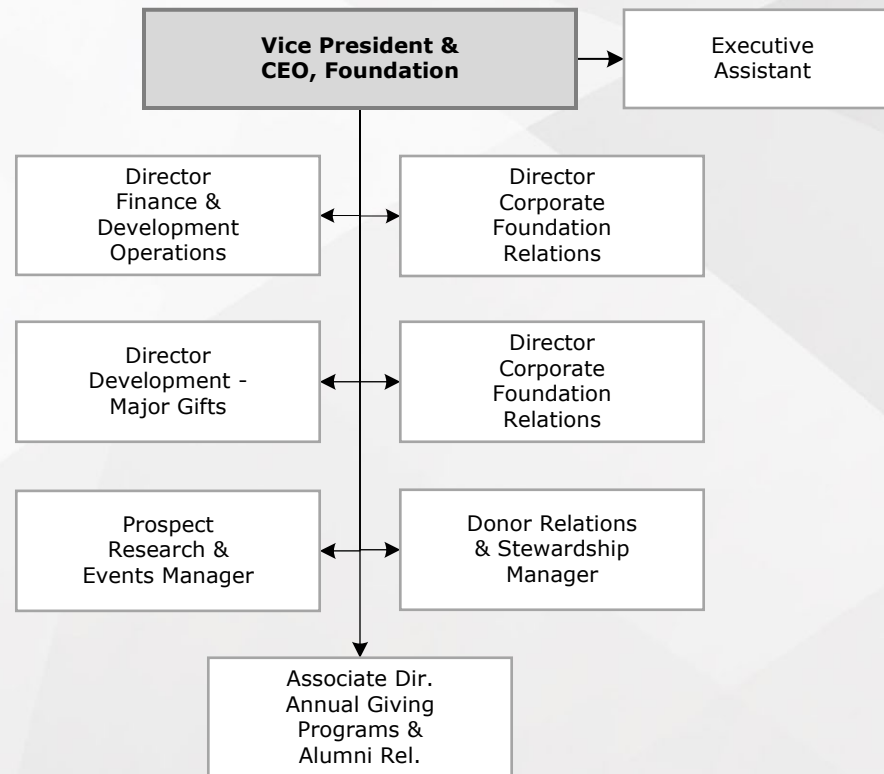 Vice President &
CEO, Foundation
Executive
Assistant
Director
Finance &
Development
Operations
Director
Corporate
Foundation
Relations
Director
Development -
Major Gifts
Director
Corporate
Foundation
Relations
Prospect
Research &
Events Manager
Donor Relations
& Stewardship
Manager
Associate Dir.
Annual Giving
Programs &
Alumni Rel.